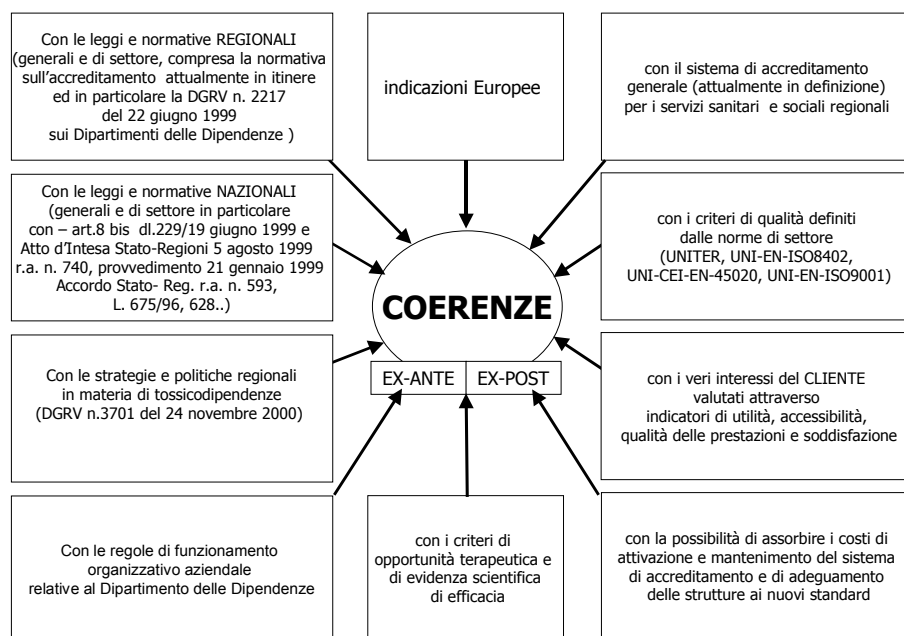 Con le leggi e normative REGIONALI
(generali e di settore, compresa la normativa
sull'accreditamento attualmente in itinere
ed in particolare la DGRV n. 2217
del 22 giugno 1999
sui Dipartimenti delle Dipendenze )
indicazioni Europee
con il sistema di accreditamento
generale (attualmente in definizione)
per i servizi sanitari e sociali regionali
Con le leggi e normative NAZIONALI
(generali e di settore in particolare
con – art.8 bis dl.229/19 giugno 1999 e
Atto d'Intesa Stato-Regioni 5 agosto 1999
r.a. n. 740, provvedimento 21 gennaio 1999
Accordo Stato- Reg. r.a. n. 593,
L. 675/96, 628..)
con i criteri di qualità definiti
dalle norme di settore
(UNITER, UNI-EN-ISO8402,
UNI-CEI-EN-45020, UNI-EN-ISO9001)
COERENZE
EX-ANTE
EX-POST
Con le strategie e politiche regionali
in materia di tossicodipendenze
(DGRV n.3701 del 24 novembre 2000)
con i veri interessi del CLIENTE
valutati attraverso
indicatori di utilità, accessibilità,
qualità delle prestazioni e soddisfazione
Con le regole di funzionamento
organizzativo aziendale
relative al Dipartimento delle Dipendenze
con i criteri di
opportunità terapeutica e
di evidenza scientifica
di efficacia
con la possibilità di assorbire i costi di
attivazione e mantenimento del sistema
di accreditamento e di adeguamento
delle strutture ai nuovi standard